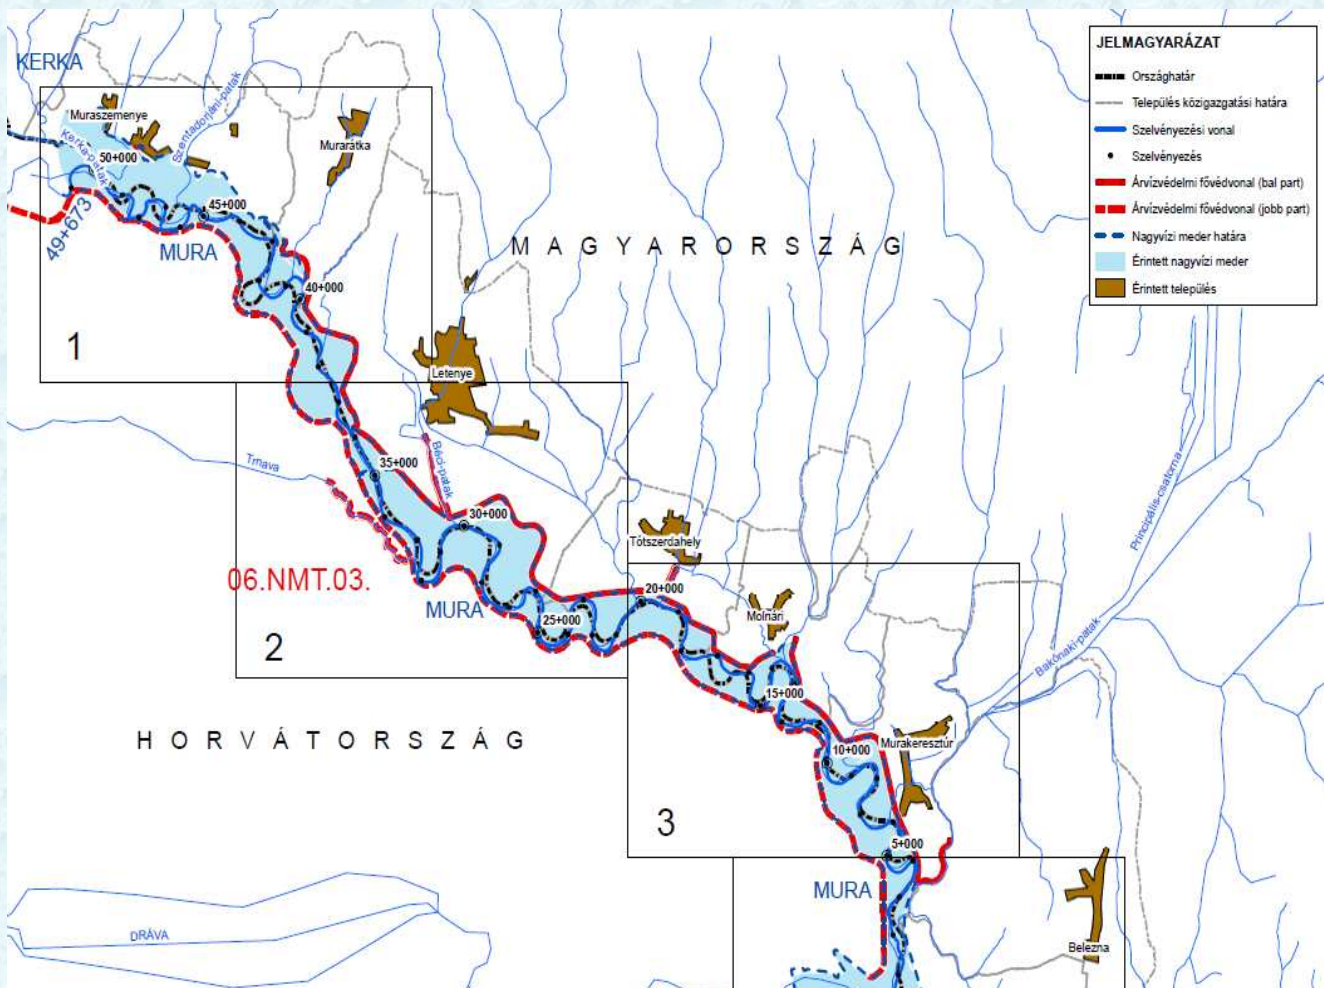 KERKA
Muraszemenye
Szentadorjáni-patak
Murarátka
Kerka-patak
50+000
45+000
49+673
MURA
40+000
1
MAGYARORSZÁG
JELMAGYARÁZAT
Országhatár
Település közigazgatási határa
Szelvényezési vonal
Szelvényezés
Árvízvédelmi fővédvonal (bal part)
Árvízvédelmi fővédvonal (jobb part)
Nagyvízi meder határa
Érintett nagyvízi meder
Érintett település
Letenye
Trnava
35+000
Béci-patak
30+000
Principális-csatorna
Tótszerdahely
06.NMT.03.
MURA
25+000
20+000
Molnári
2
Bakónaki-patak
15+000
HORVÁTORSZÁG
10+000
Murakeresztúr
3
5+000
MURA
DRÁVA
Belezna